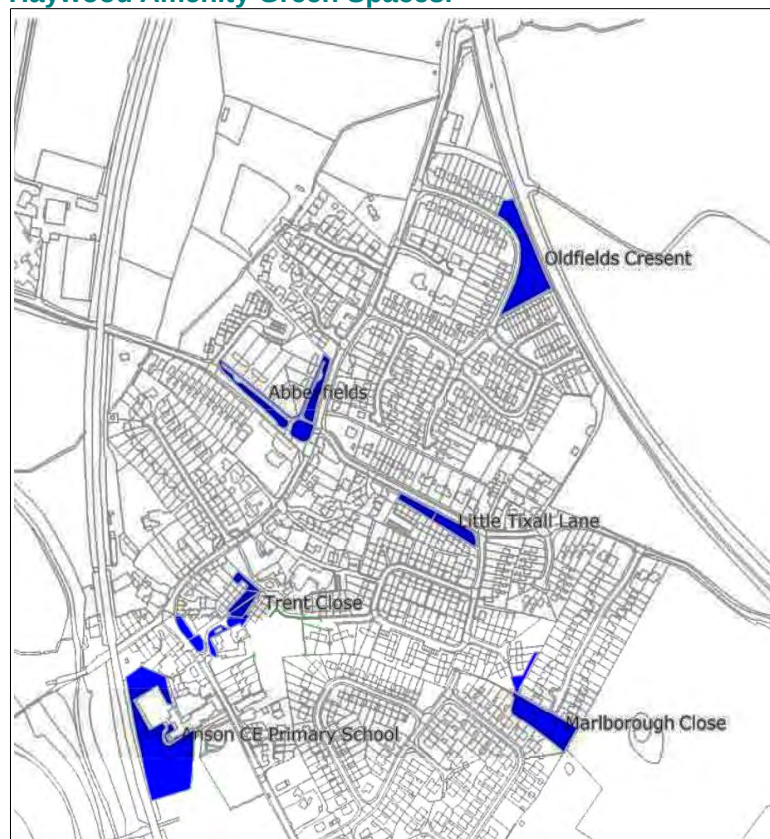 Haywood Amenity Green Spaces:
Oldfields Cresent
Abbeyfields
Little Tixall Lane
Trent Close
Marlborough Close
Anson CE Primary School